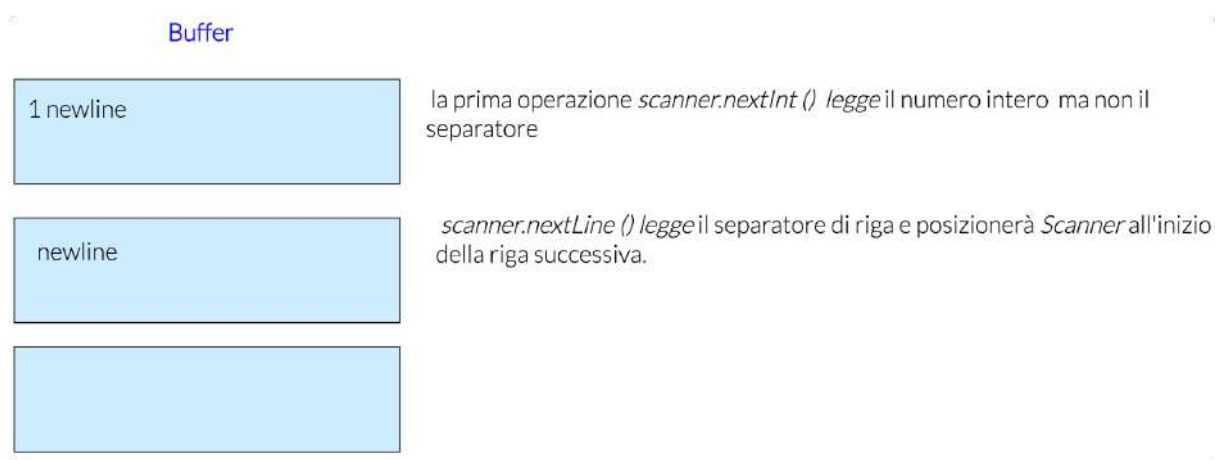 Buffer
1 newline
la prima operazione scanner.nextInt () legge il numero intero ma non il
separatore
newline
scanner.nextLine () legge il separatore di riga e posizionerà Scanner all'inizio
della riga successiva.